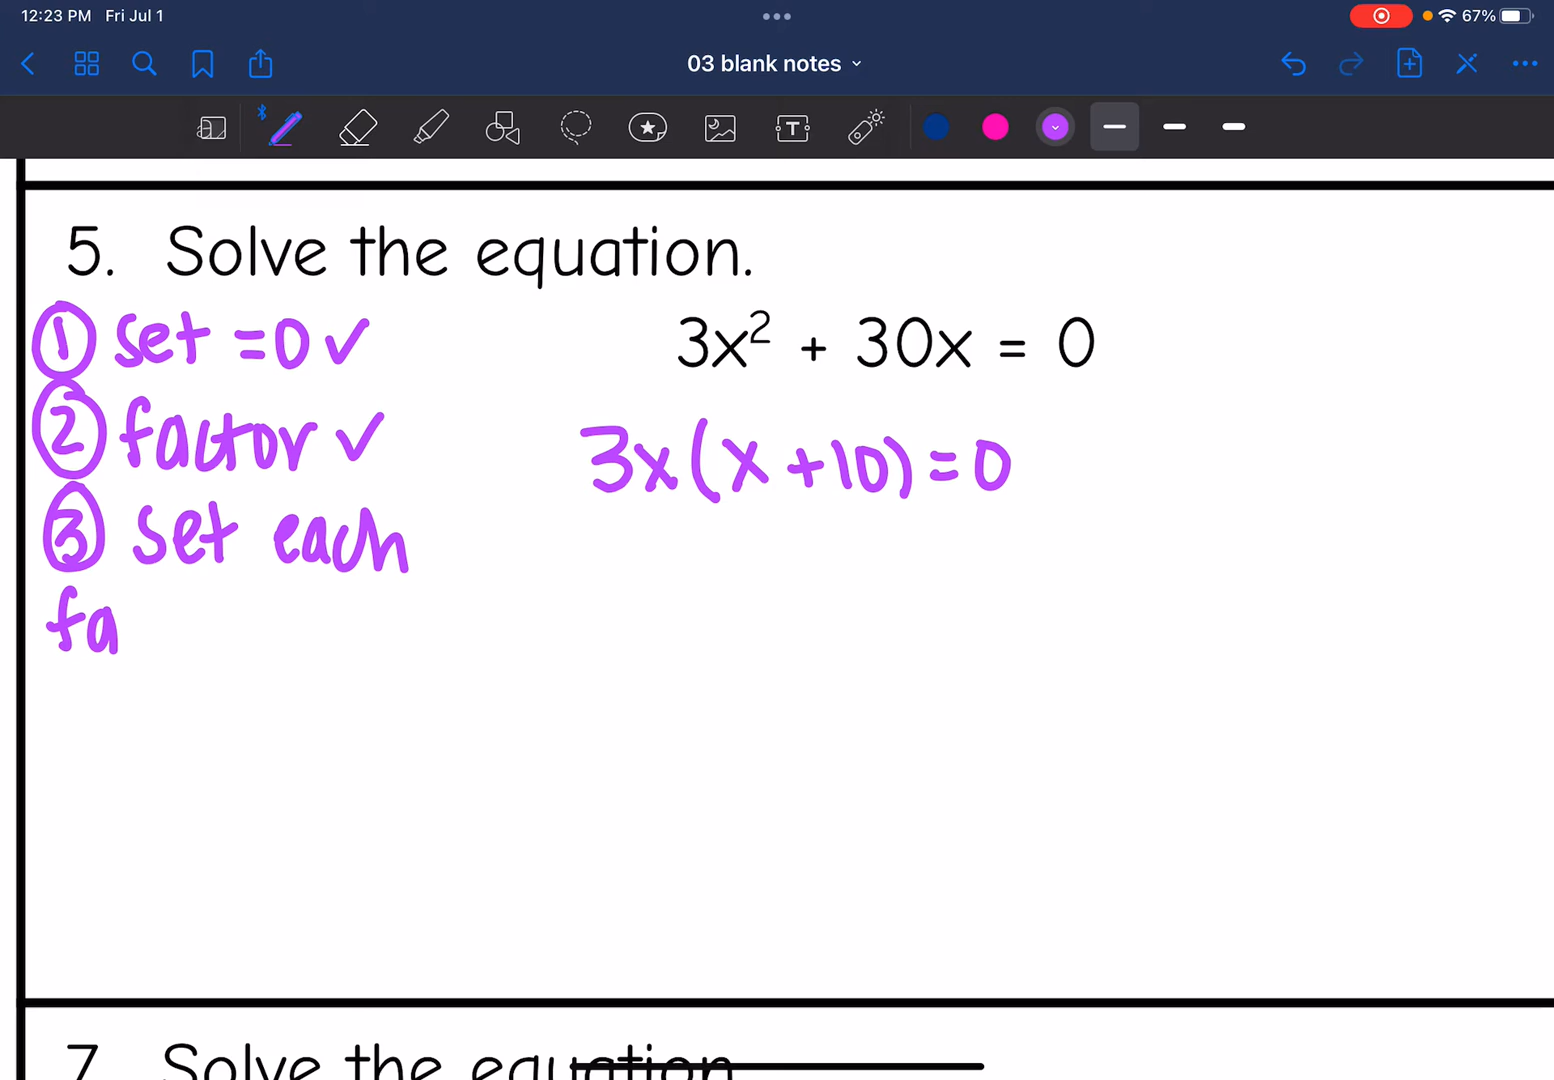 12:23 PM Fri Jul 1
67%
03 blank notes
T
5. Solve the equation.
① set =0 ✓
3x² + 30x = 0
② factor ✓
3x(x+10)=0
③ set each
fa
7. Solve the equation